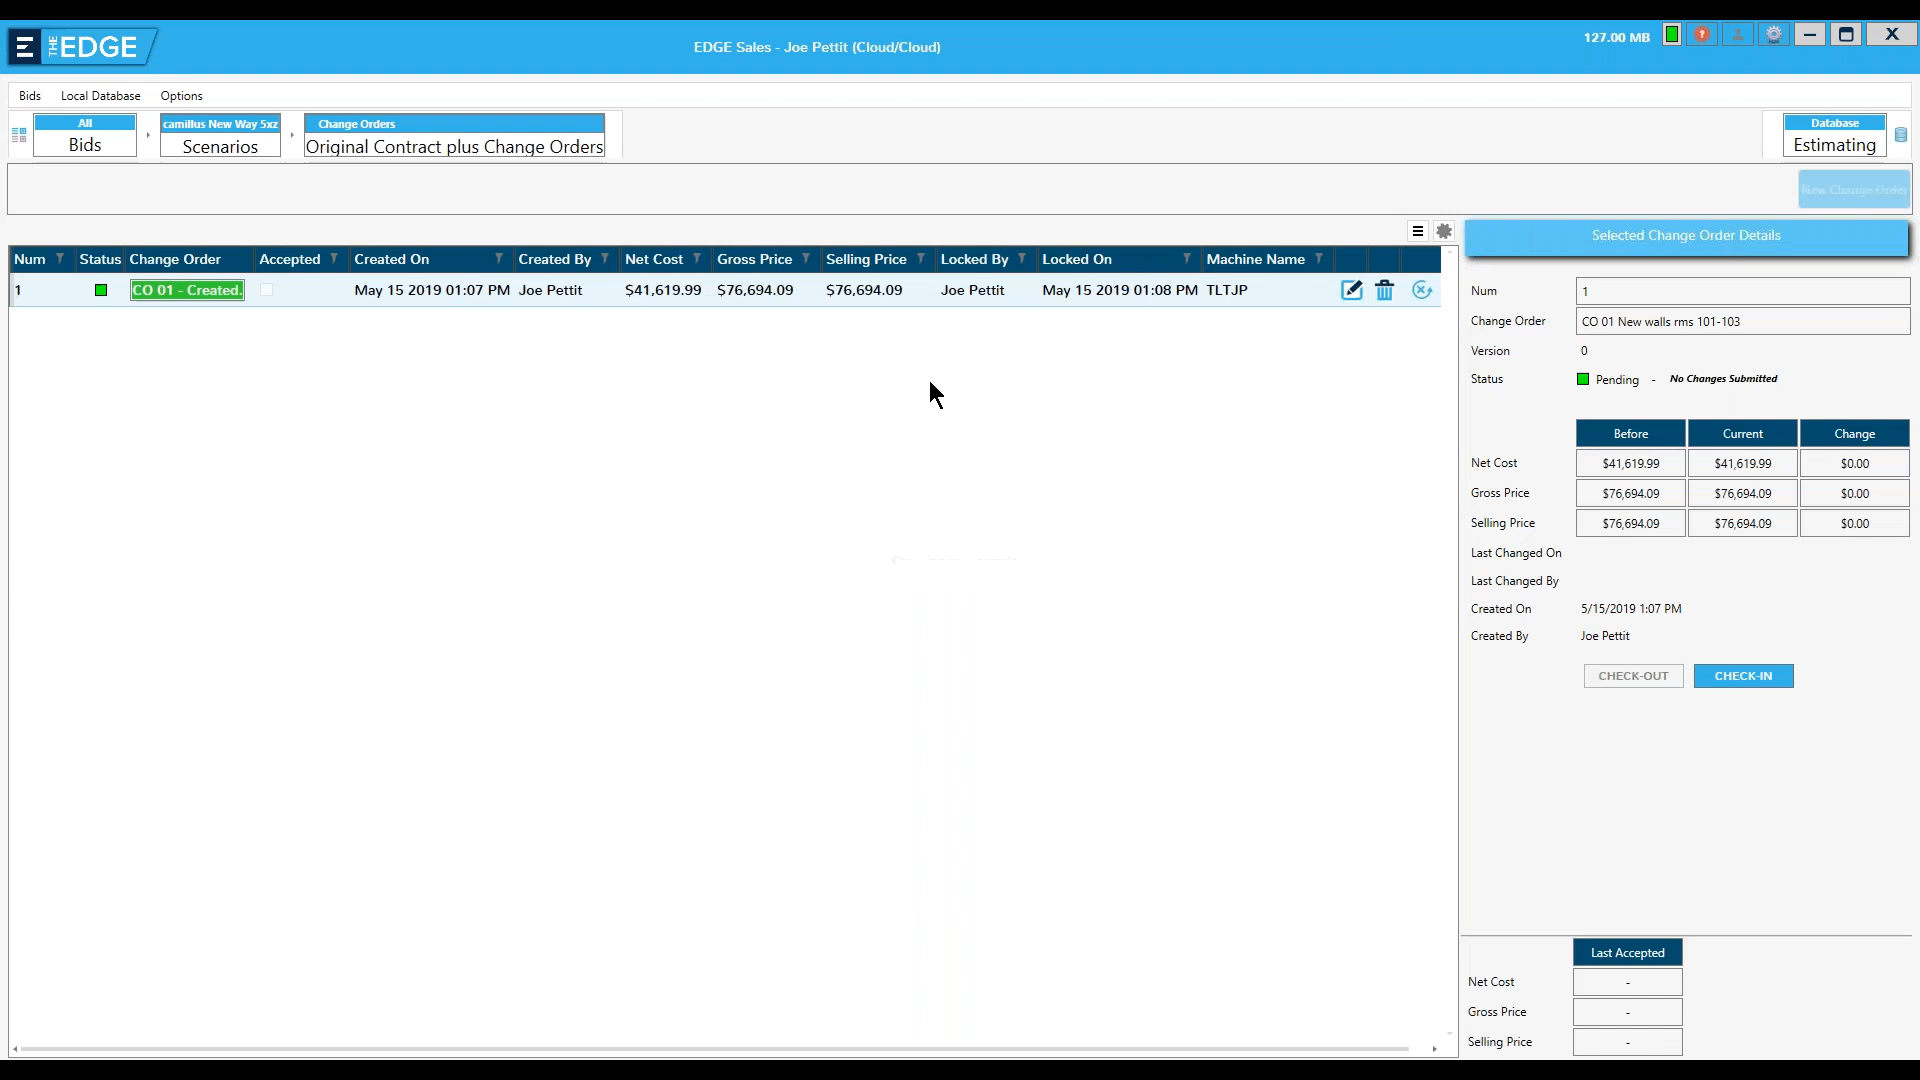 THE EDGE
EDGE Sales - Joe Pettit (Cloud/Cloud)
127.00 MB
Bids Local Database Options
All
Bids
camillus New Way 5xz
Scenarios
Change Orders
Original Contract plus Change Orders
Database
Estimating
New Change Order
Selected Change Order Details
Num Status Change Order Accepted Created On Created By Net Cost Gross Price Selling Price Locked By Locked On Machine Name
1 CO 01 - Created. May 15 2019 01:07 PM Joe Pettit $41,619.99 $76,694.09 $76,694.09 Joe Pettit May 15 2019 01:08 PM TLTJP
Num 1
Change Order CO 01 New walls rms 101-103
Version 0
Status Pending - No Changes Submitted
Before Current Change
Net Cost $41,619.99 $41,619.99 $0.00
Gross Price $76,694.09 $76,694.09 $0.00
Selling Price $76,694.09 $76,694.09 $0.00
Last Changed On
Last Changed By
Created On 5/15/2019 1:07 PM
Created By Joe Pettit
CHECK-OUT CHECK-IN
Last Accepted
Net Cost -
Gross Price -
Selling Price -